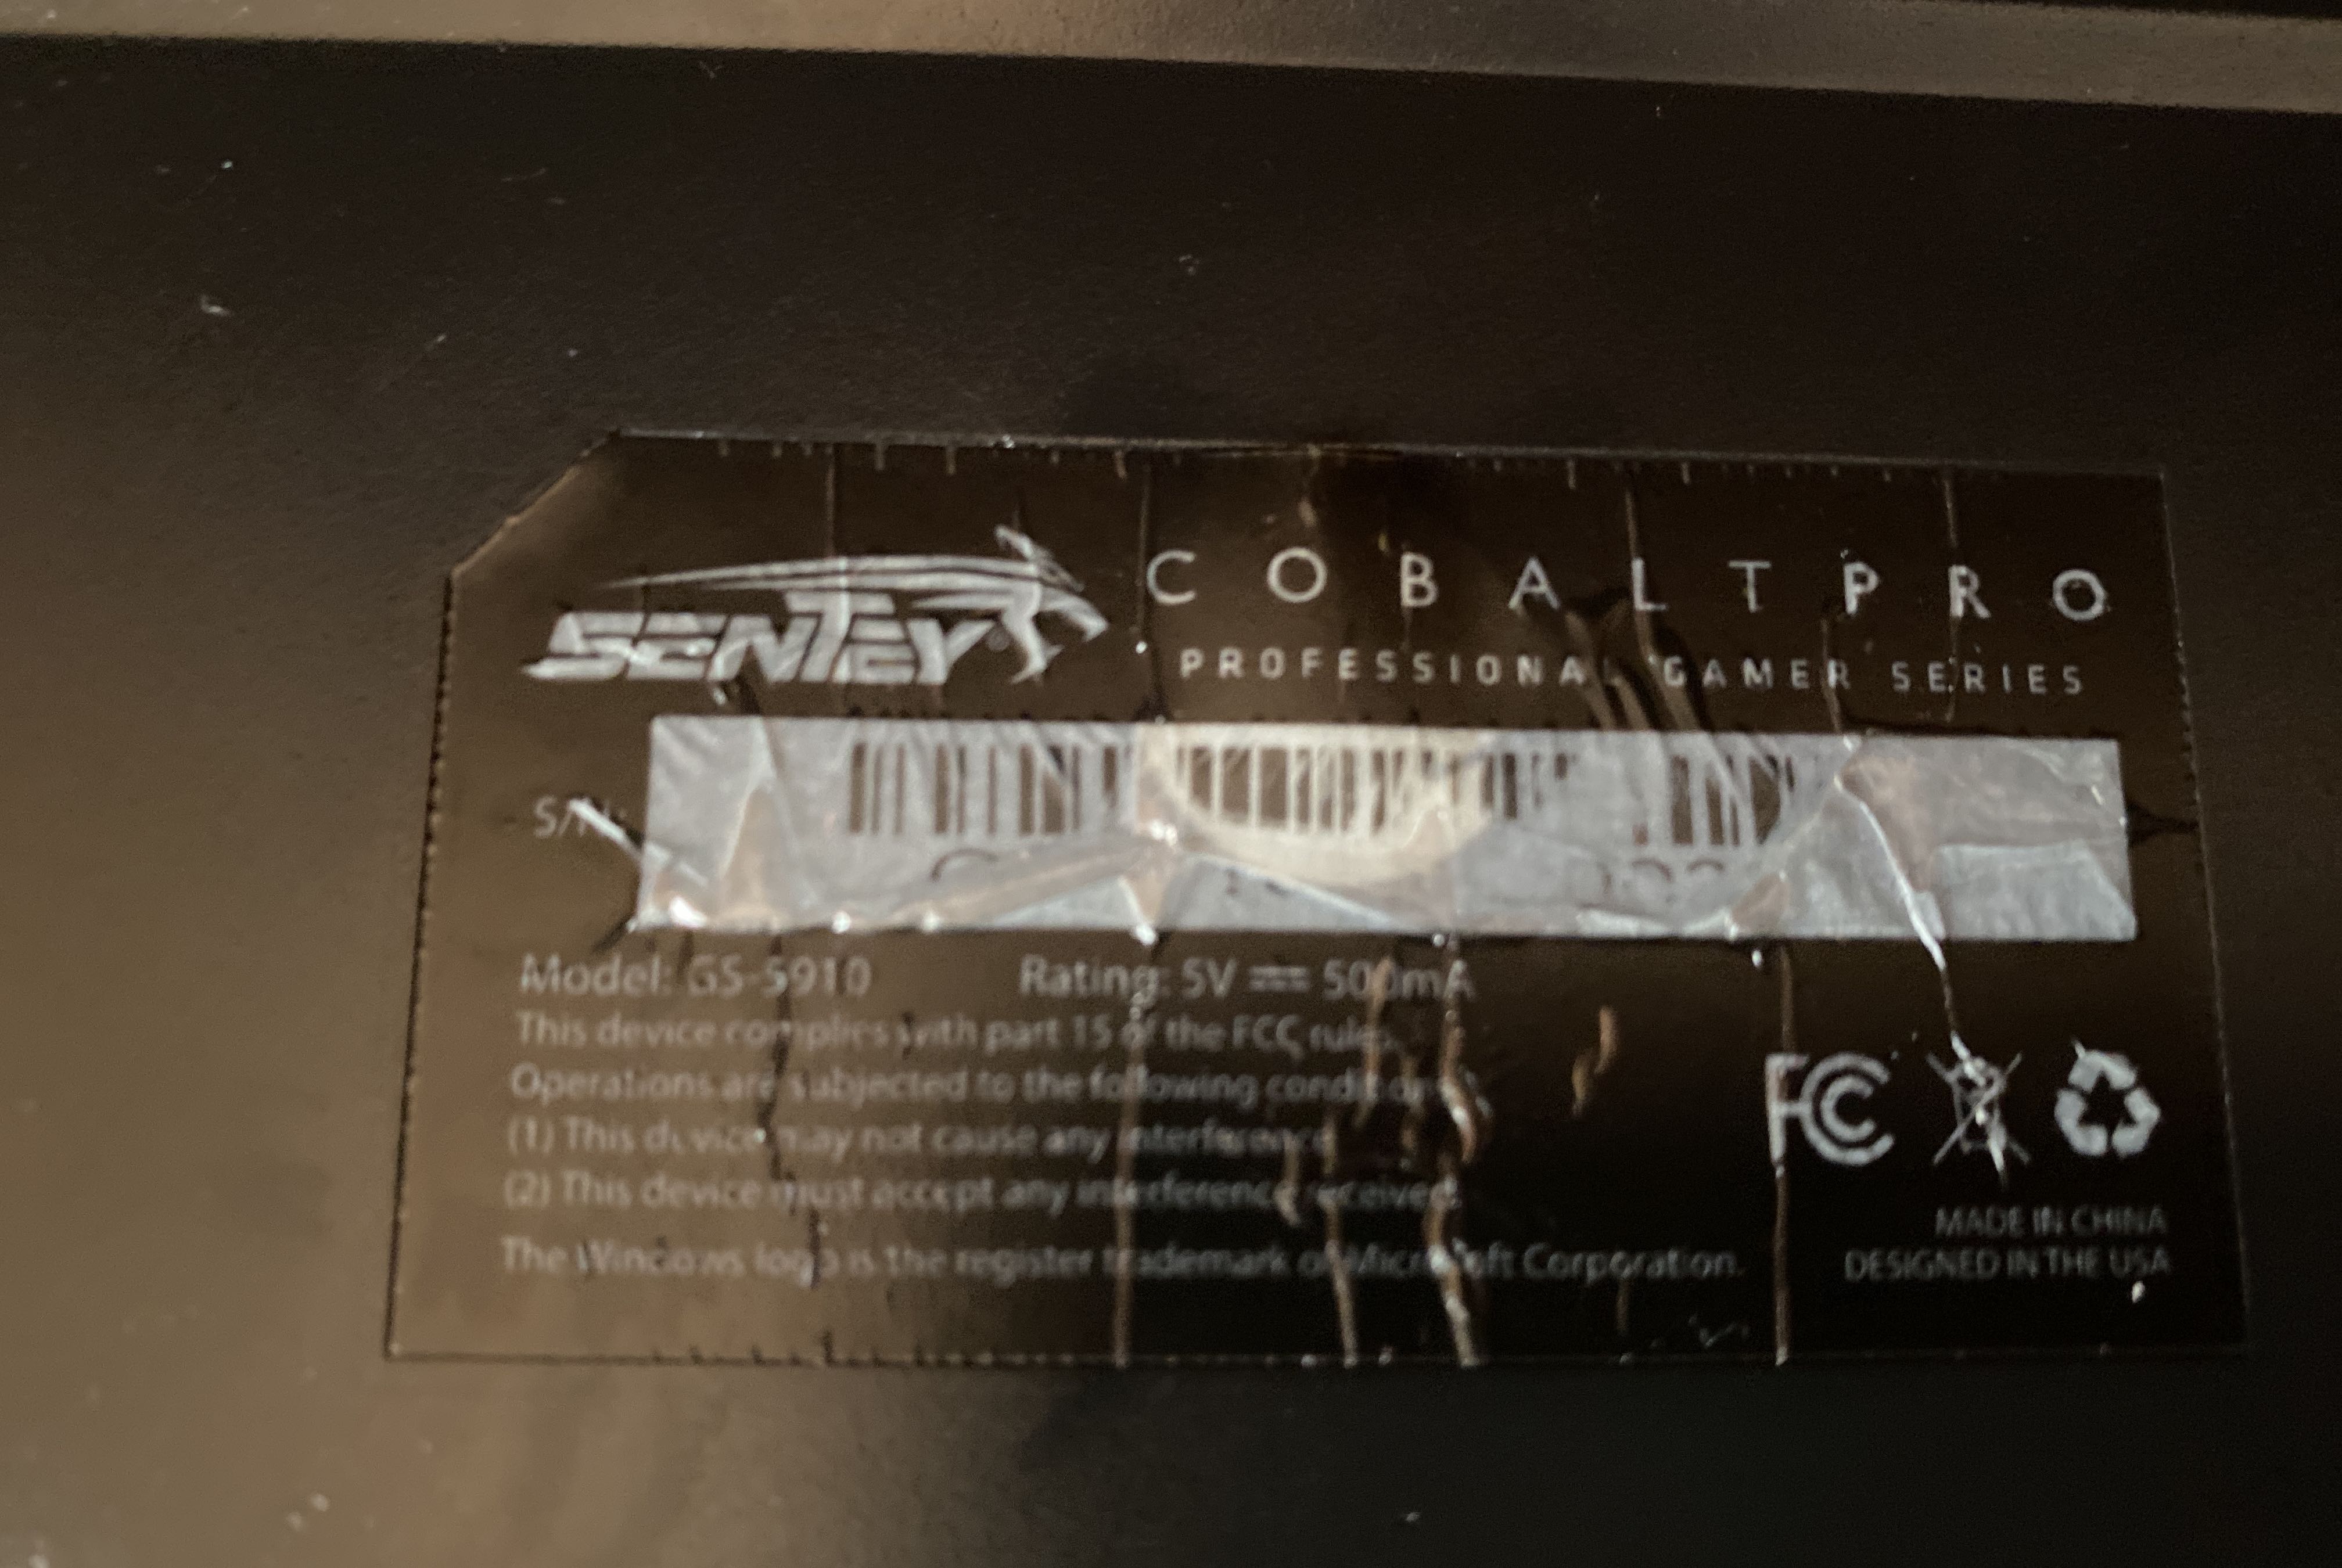 SENTEY® COBALTPRO
PROFESSIONAL GAMER SERIES
S/N:
Model: GS-5910 Rating: 5V 500mA
This device complies with part 15 of the FCC rules.
Operations are subjected to the following conditions:
(1) This device may not cause any interference
(2) This device must accept any interference received.
The Windows logo is the register trademark of Microsoft Corporation.
FC
MADE IN CHINA
DESIGNED IN THE USA